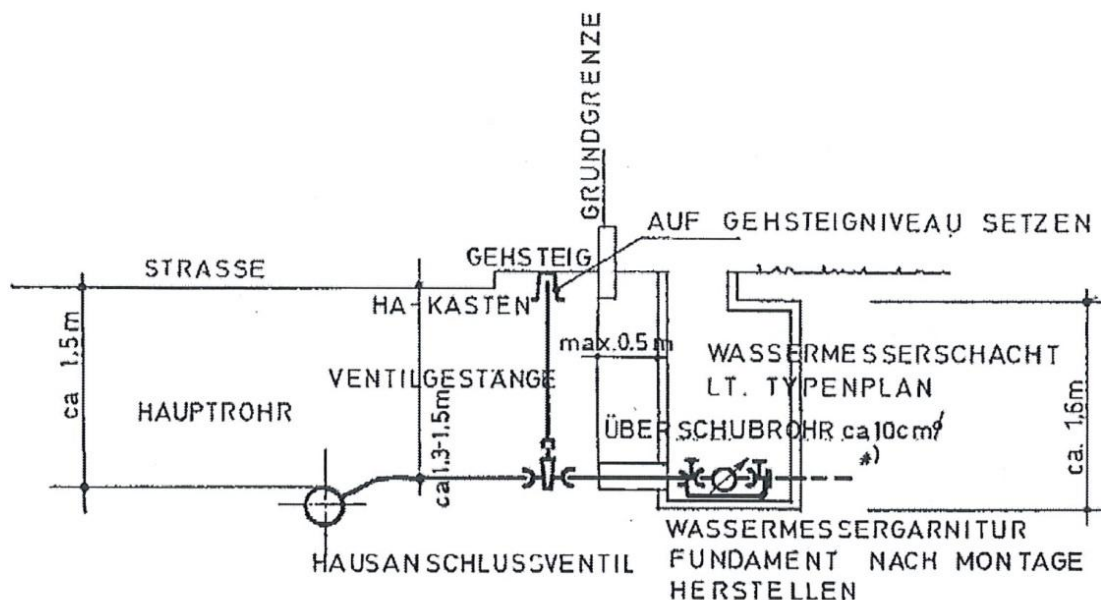 GRUNDGRENZE
AUF GEHSTEIGNIVEAU SETZEN
GEHSTEIG
STRASSE
HA-KASTEN
ca 1,5m
max.0.5m
WASSERMESSERSCHACHT
LT. TYPENPLAN
VENTILGESTÄNGE
HAUPTROHR
ca 1.3-1.5m
ÜBERSCHUBROHR ca 10cm ∅
*)
ca. 1,6m
HAUSANSCHLUSSVENTIL
WASSERMESSERGARNITUR
FUNDAMENT NACH MONTAGE
HERSTELLEN